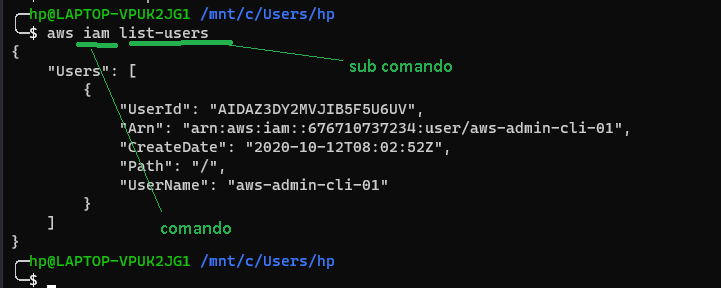 hp@LAPTOP-VPUK2JG1 /mnt/c/Users/hp
$ aws iam list-users
sub comando
{
"Users": [
{
"UserId": "AIDAZ3DY2MVJIB5F5U6UV",
"Arn": "arn:aws:iam::676710737234:user/aws-admin-cli-01",
"CreateDate": "2020-10-12T08:02:52Z",
"Path": "/",
"UserName": "aws-admin-cli-01"
}
comando
]
}
hp@LAPTOP-VPUK2JG1 /mnt/c/Users/hp
$